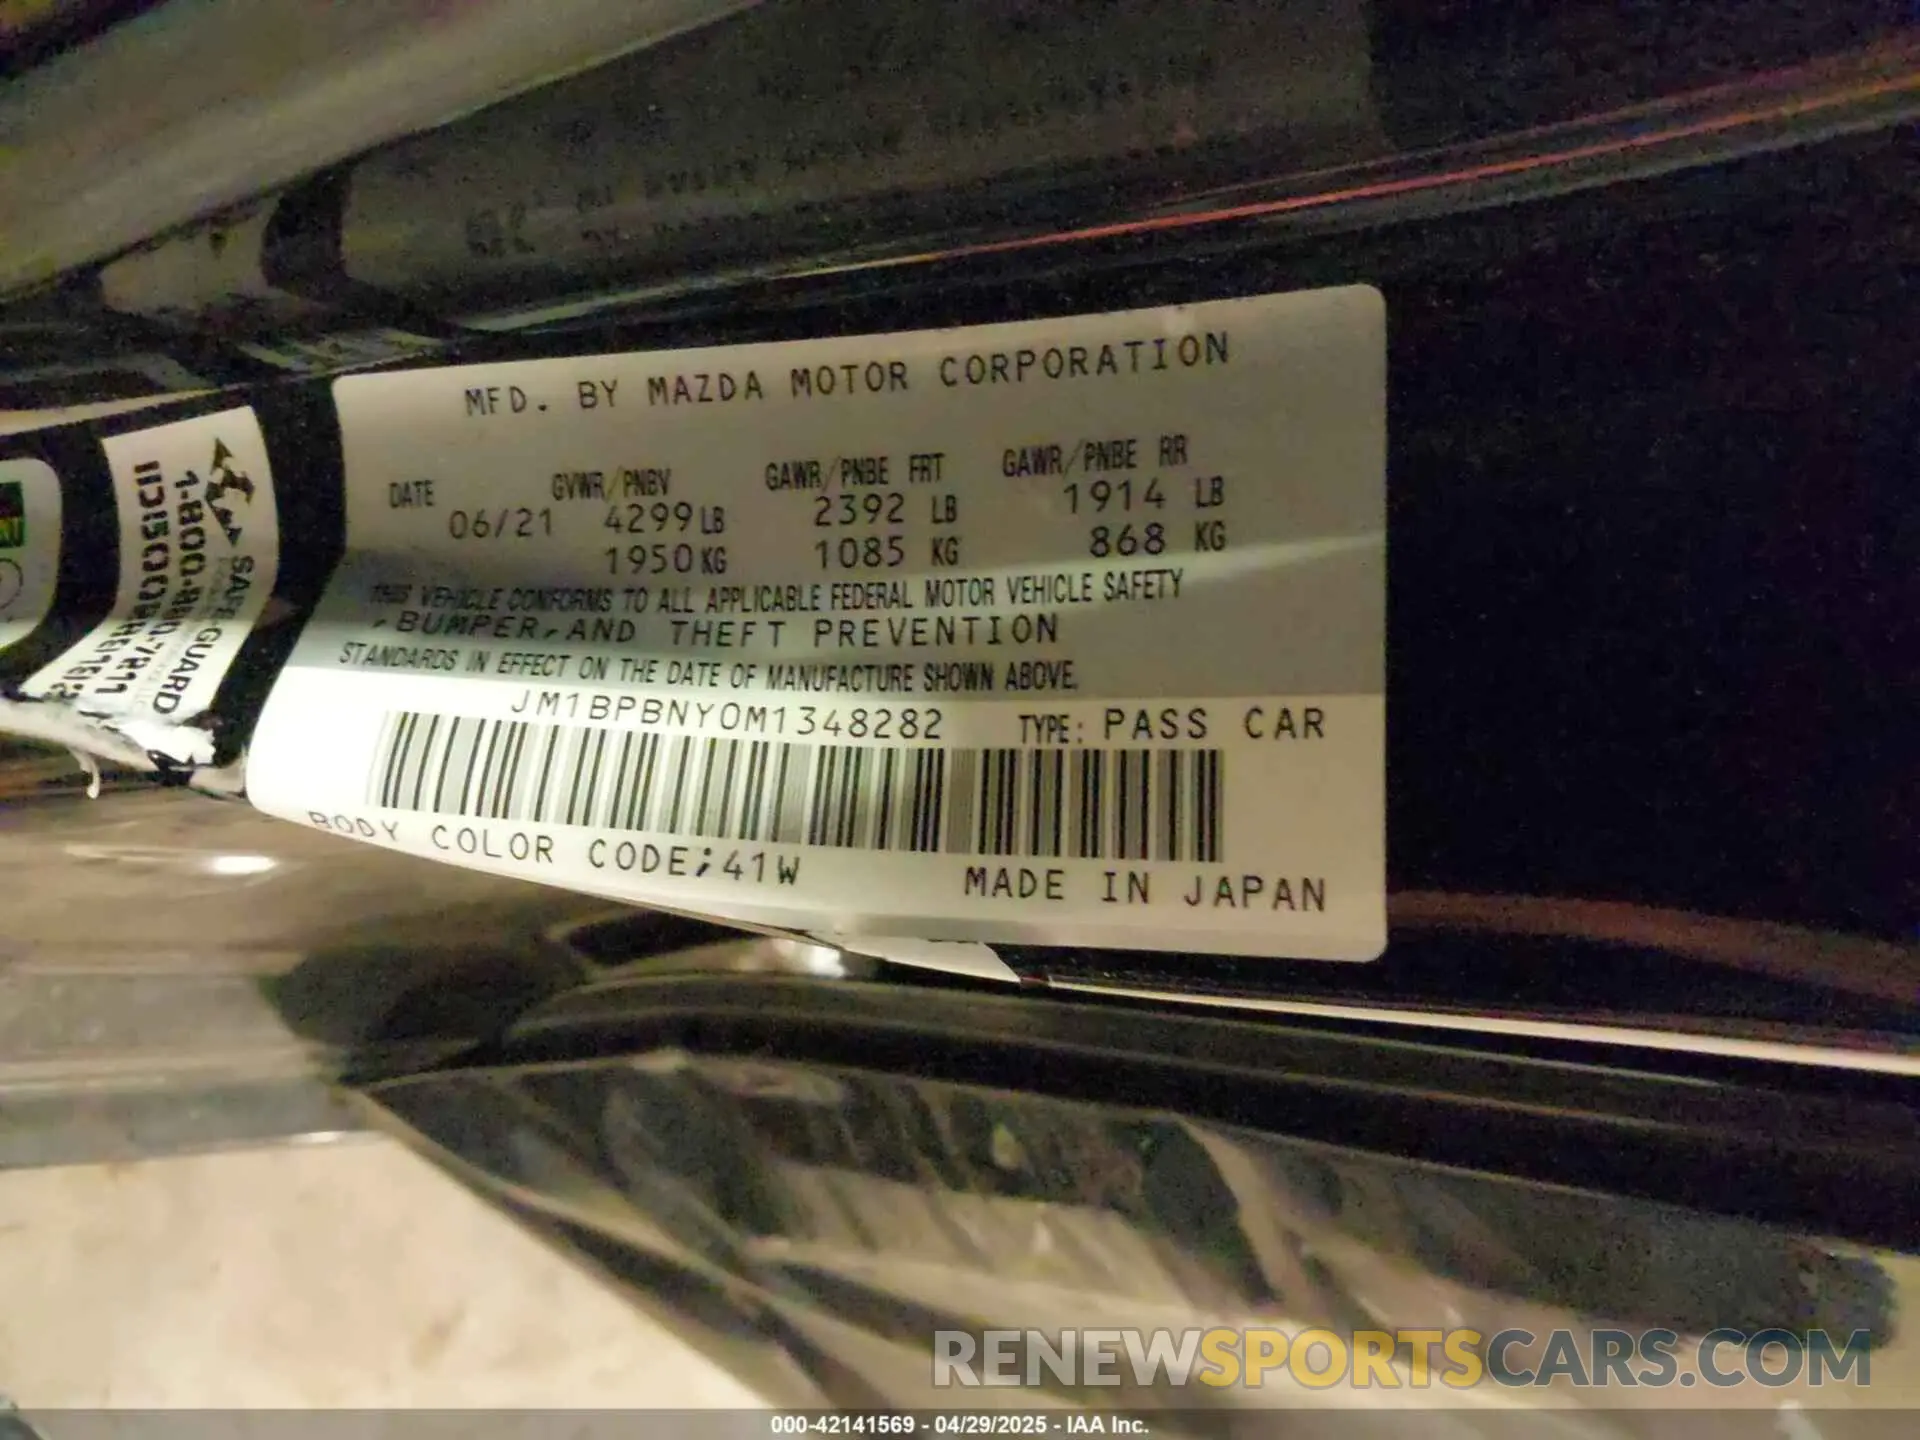 MFD. BY MAZDA MOTOR CORPORATION
DATE GVWR/PNBV GAWR/PNBE FRT GAWR/PNBE RR
06/21 4299 LB 2392 LB 1914 LB
1950 KG 1085 KG 868 KG
THIS VEHICLE CONFORMS TO ALL APPLICABLE FEDERAL MOTOR VEHICLE SAFETY
, BUMPER, AND THEFT PREVENTION
STANDARDS IN EFFECT ON THE DATE OF MANUFACTURE SHOWN ABOVE.
JM1BPBNY0M1348282 TYPE: PASS CAR
BODY COLOR CODE;41W
MADE IN JAPAN
SAFE-GUARD
RENEWSPORTSCARS.COM
000-42141569 - 04/29/2025 - IAA Inc.